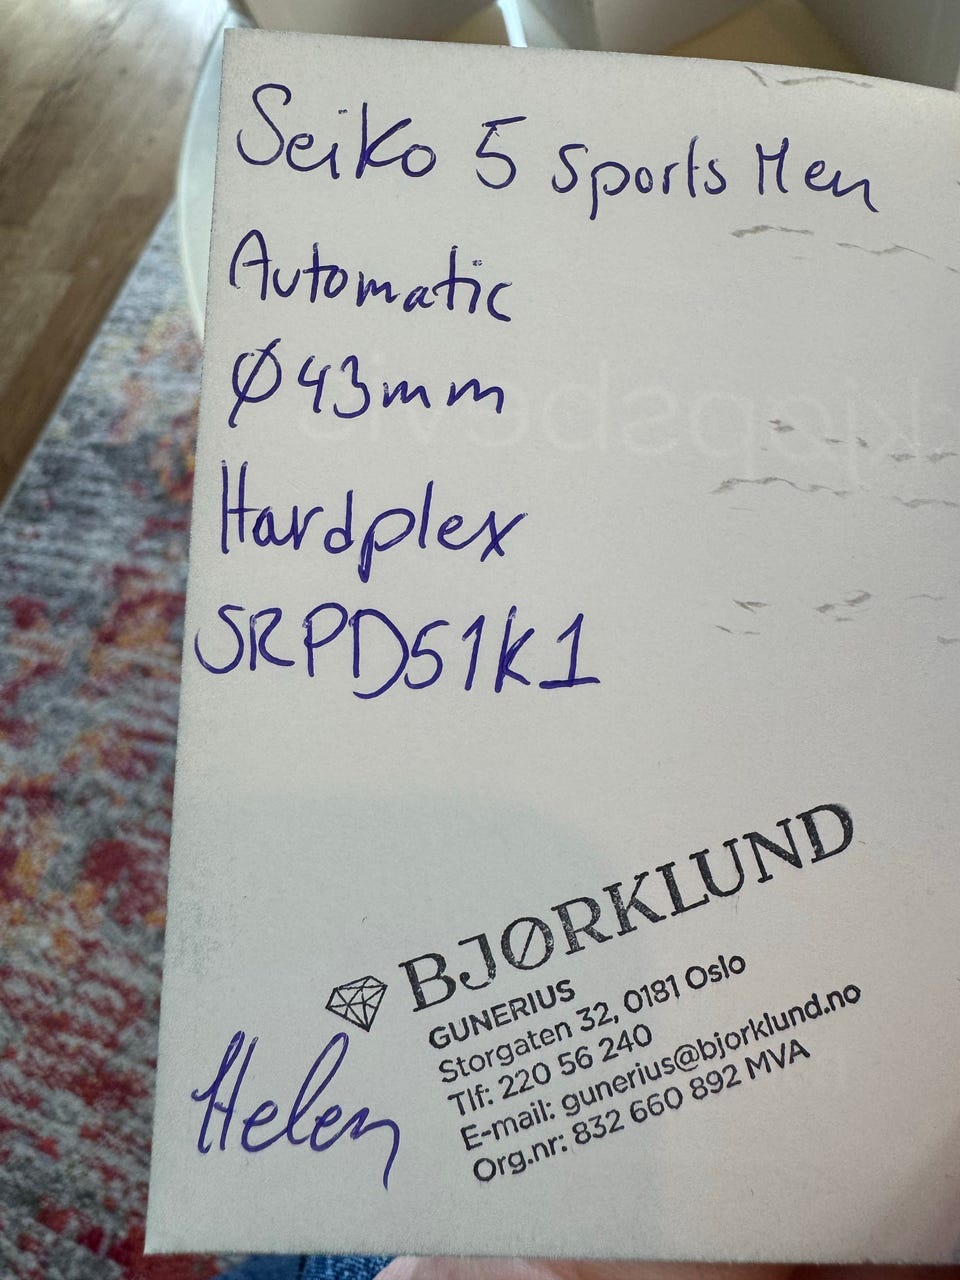 Seiko 5 Sports Men
Automatic
Ø43mm
Hardplex
SRPD51K1
BJØRKLUND
GUNERIUS
Storgaten 32, 0181 Oslo
Tlf: 220 56 240
E-mail: gunerius@bjorklund.no
Org.nr: 832 660 892 MVA
Helen